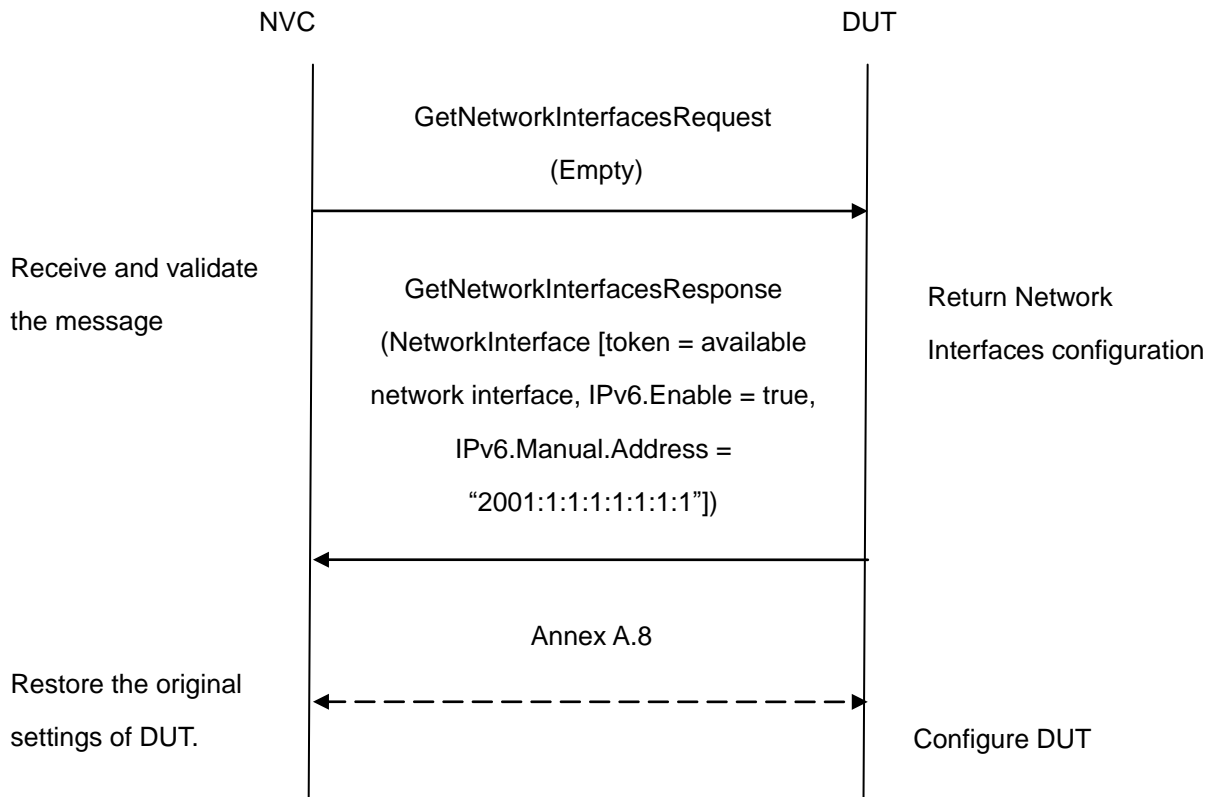 NVC
DUT
GetNetworkInterfacesRequest
(Empty)
Receive and validate
the message
GetNetworkInterfacesResponse
(NetworkInterface [token = available
network interface, IPv6.Enable = true,
IPv6.Manual.Address =
“2001:1:1:1:1:1:1:1”])
Return Network
Interfaces configuration
Annex A.8
Restore the original
settings of DUT.
Configure DUT